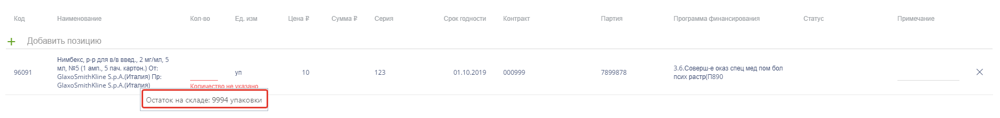 Код Наименование Кол-во Ед. изм Цена ₽ Сумма ₽ Серия Срок годности Контракт Партия Программа финансирования Статус Примечание
+ Добавить позицию
96091
Нимбекс, р-р для в/в введ., 2 мг/мл, 5
мл, №5 (1 амп., 5 пач. картон.) От:
GlaxoSmithKline S.p.A.(Италия) Пр:
GlaxoSmithKline S.p.A.(Италия)
Количество не указано
уп
10
123
01.10.2019
000999
7899878
3.6.Соверш-е оказ спец мед пом бол
псих растр(П890
Остаток на складе: 9994 упаковки